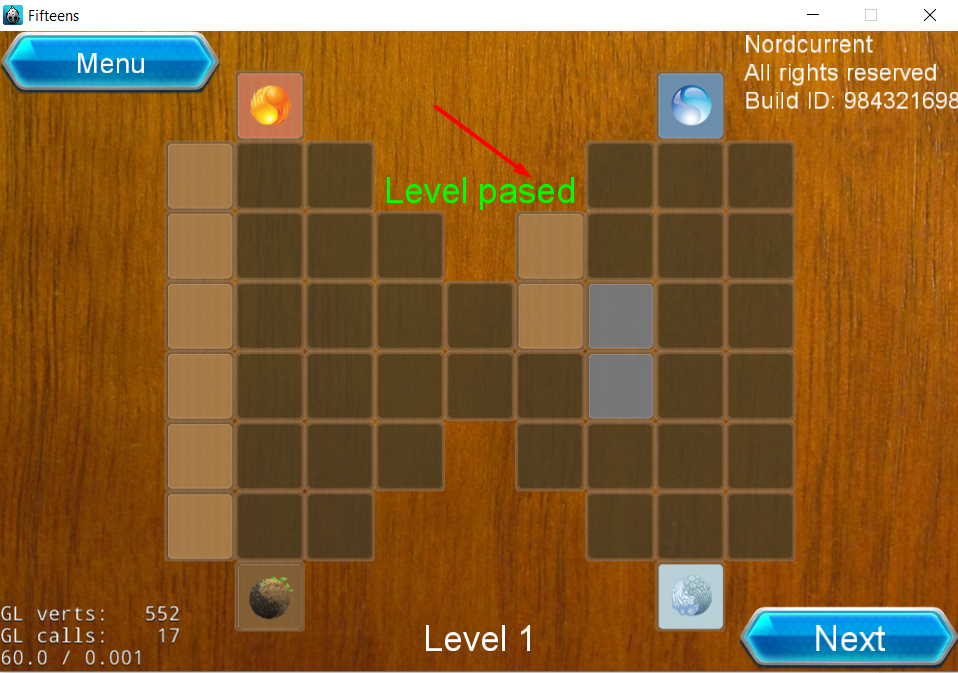 Fifteens
Menu
Nordcurrent
All rights reserved
Build ID: 984321698
Level pased
GL verts: 552
GL calls: 17
60.0 / 0.001
Level 1
Next